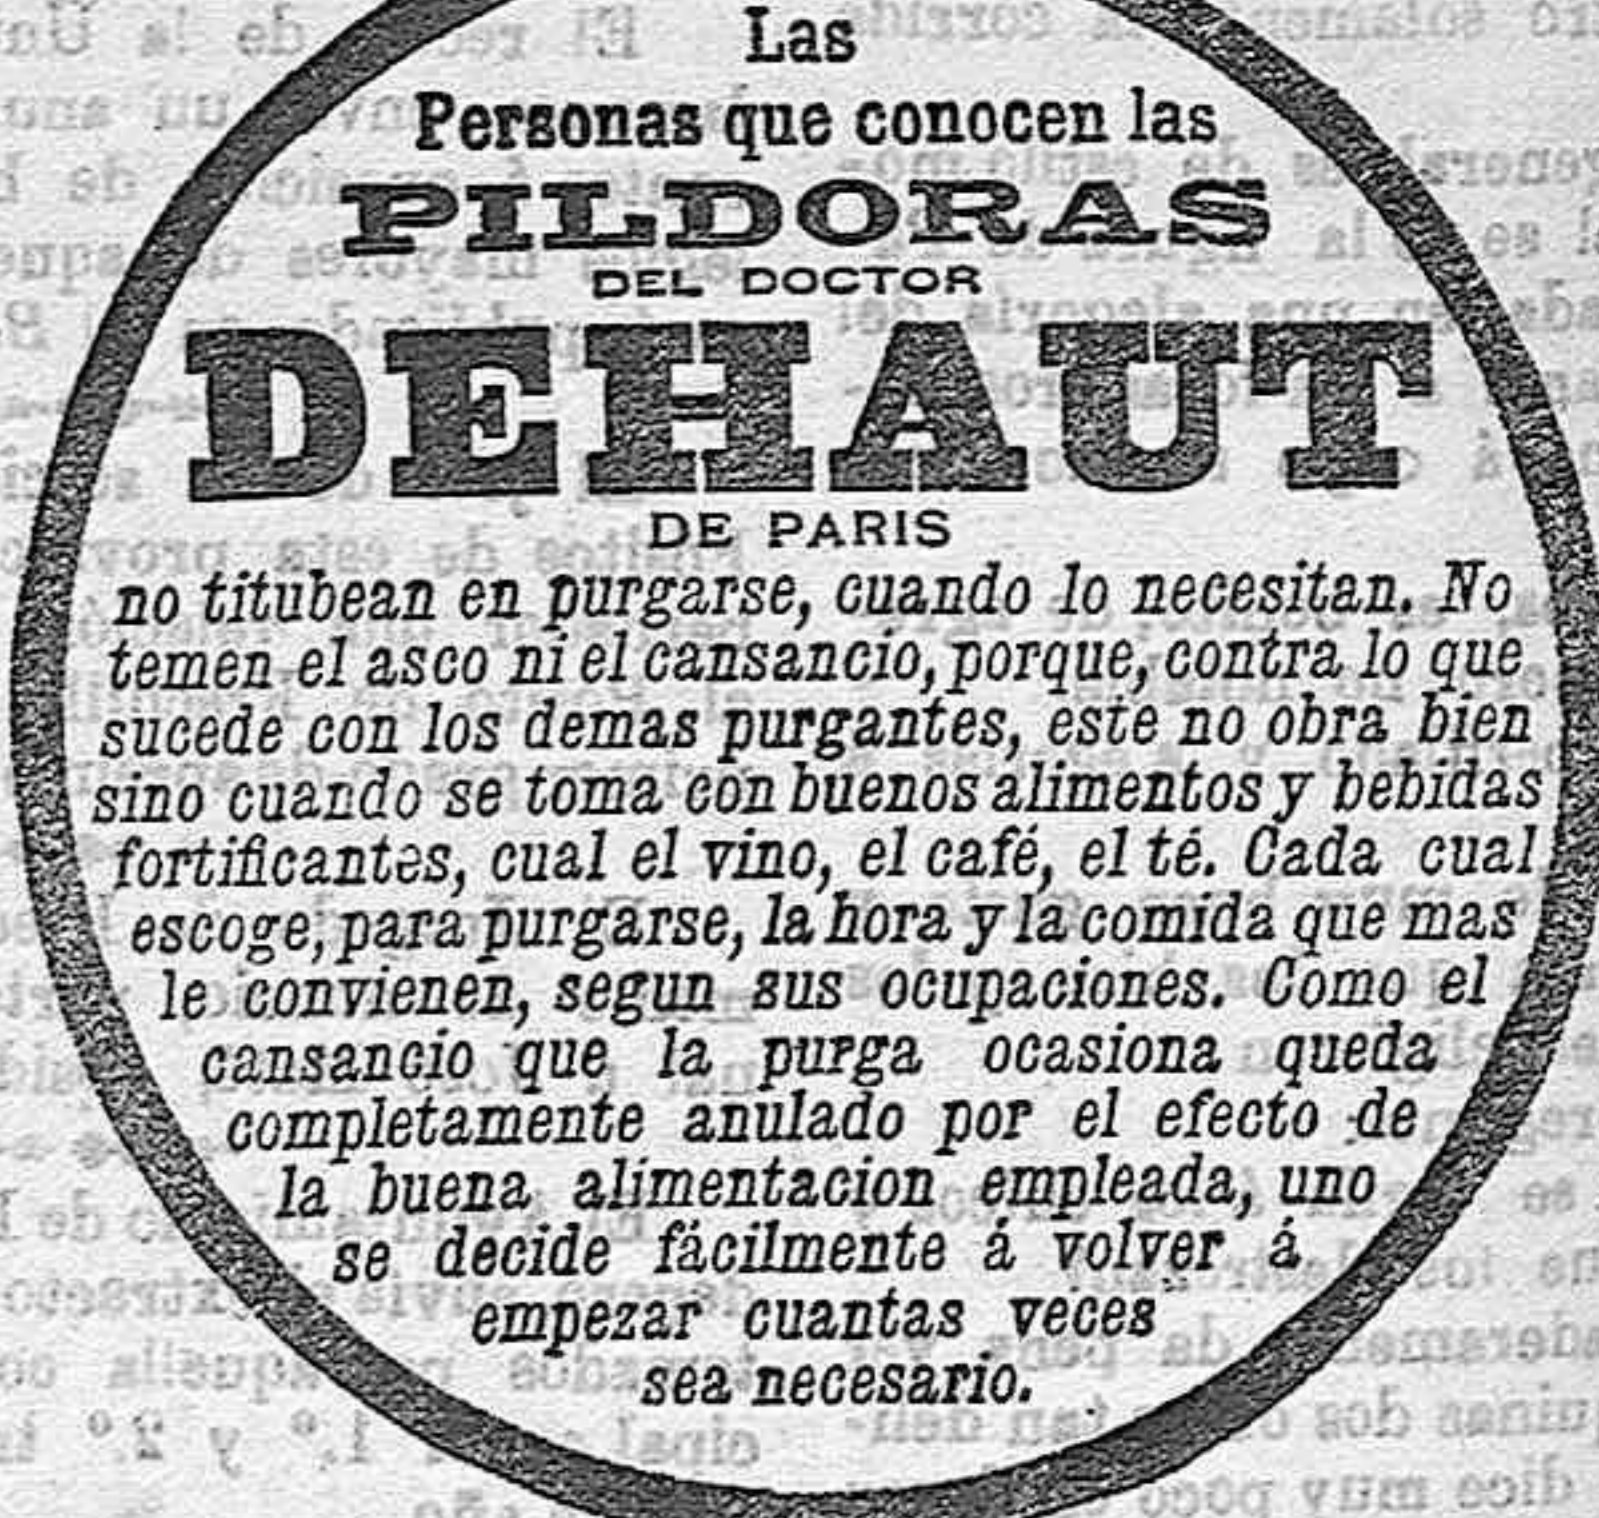 Las
Personas que conocen las
PILDORAS
DEL DOCTOR
DEHAUT
DE PARIS
no titubean en purgarse, cuando lo necesitan. No
temen el asco ni el cansancio, porque, contra lo que
sucede con los demas purgantes, este no obra bien
sino cuando se toma con buenos alimentos y bebidas
fortificantes, cual el vino, el café, el té. Cada cual
escoge, para purgarse, la hora y la comida que mas
le convienen, segun sus ocupaciones. Como el
cansancio que la purga ocasiona queda
completamente anulado por el efecto de
la buena alimentacion empleada, uno
se decide fácilmente á volver á
empezar cuantas veces
sea necesario.